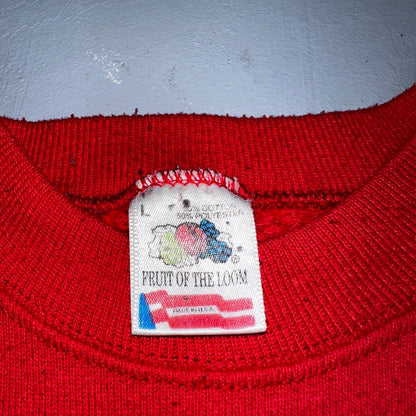 L
50% COTTON
50% POLYESTER
®
FRUIT OF THE LOOM
MADE IN U.S.A.